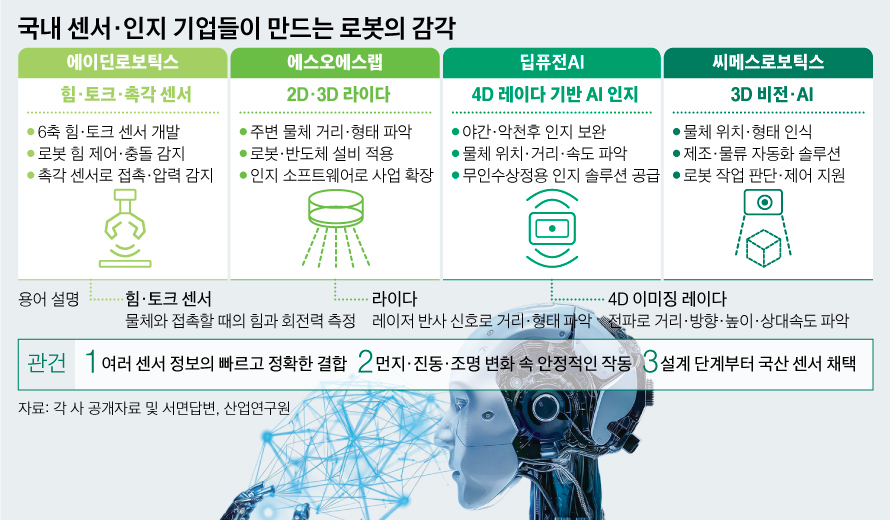 국내 센서·인지 기업들이 만드는 로봇의 감각
에이딘로보틱스
힘·토크·촉각 센서
● 6축 힘·토크 센서 개발
● 로봇 힘 제어·충돌 감지
● 촉각 센서로 접촉·압력 감지
에스오에스랩
2D·3D 라이다
● 주변 물체 거리·형태 파악
● 로봇·반도체 설비 적용
● 인지 소프트웨어로 사업 확장
딥퓨전AI
4D 레이다 기반 AI 인지
● 야간·악천후 인지 보완
● 물체 위치·거리·속도 파악
● 무인수상정용 인지 솔루션 공급
씨메스로보틱스
3D 비전·AI
● 물체 위치·형태 인식
● 제조·물류 자동화 솔루션
● 로봇 작업 판단·제어 지원
용어 설명
힘·토크 센서
물체와 접촉할 때의 힘과 회전력 측정
라이다
레이저 반사 신호로 거리·형태 파악
4D 이미징 레이다
전파로 거리·방향·높이·상대속도 파악
관건 1 여러 센서 정보의 빠르고 정확한 결합 2 먼지·진동·조명 변화 속 안정적인 작동 3 설계 단계부터 국산 센서 채택
자료: 각 사 공개자료 및 서면답변, 산업연구원